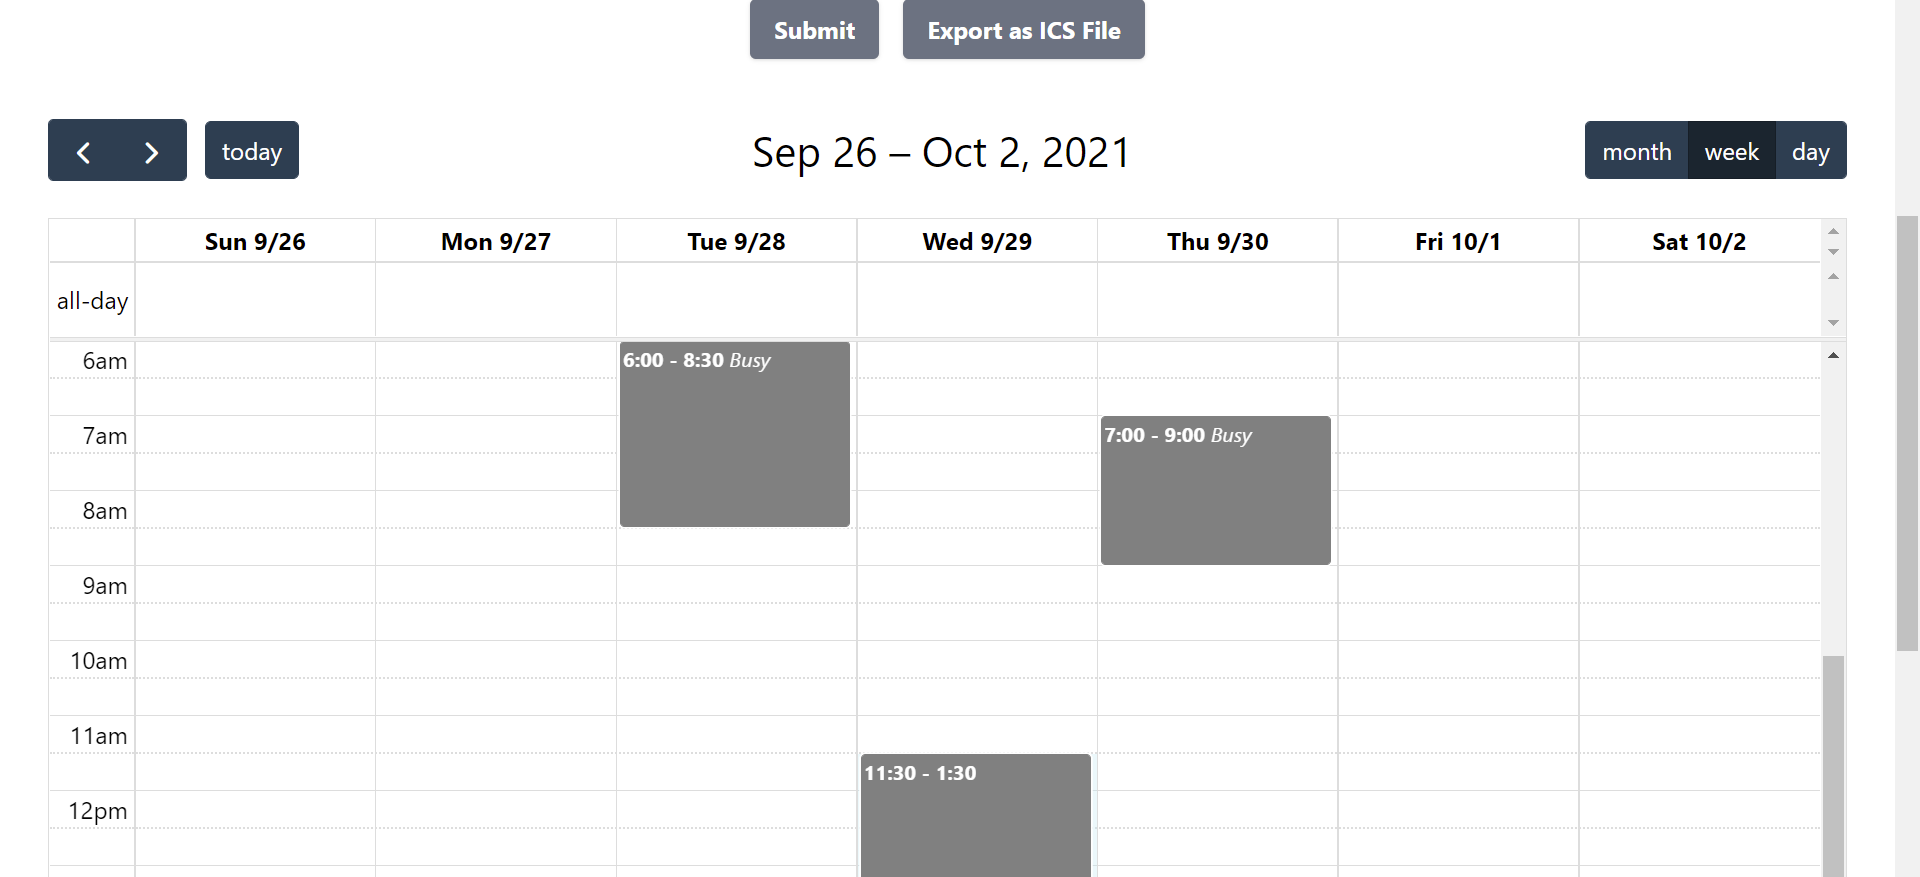 Submit
Export as ICS File
today
Sep 26 – Oct 2, 2021
month
week
day
Sun 9/26
Mon 9/27
Tue 9/28
Wed 9/29
Thu 9/30
Fri 10/1
Sat 10/2
all-day
6am
6:00 - 8:30 Busy
7am
7:00 - 9:00 Busy
8am
9am
10am
11am
11:30 - 1:30
12pm